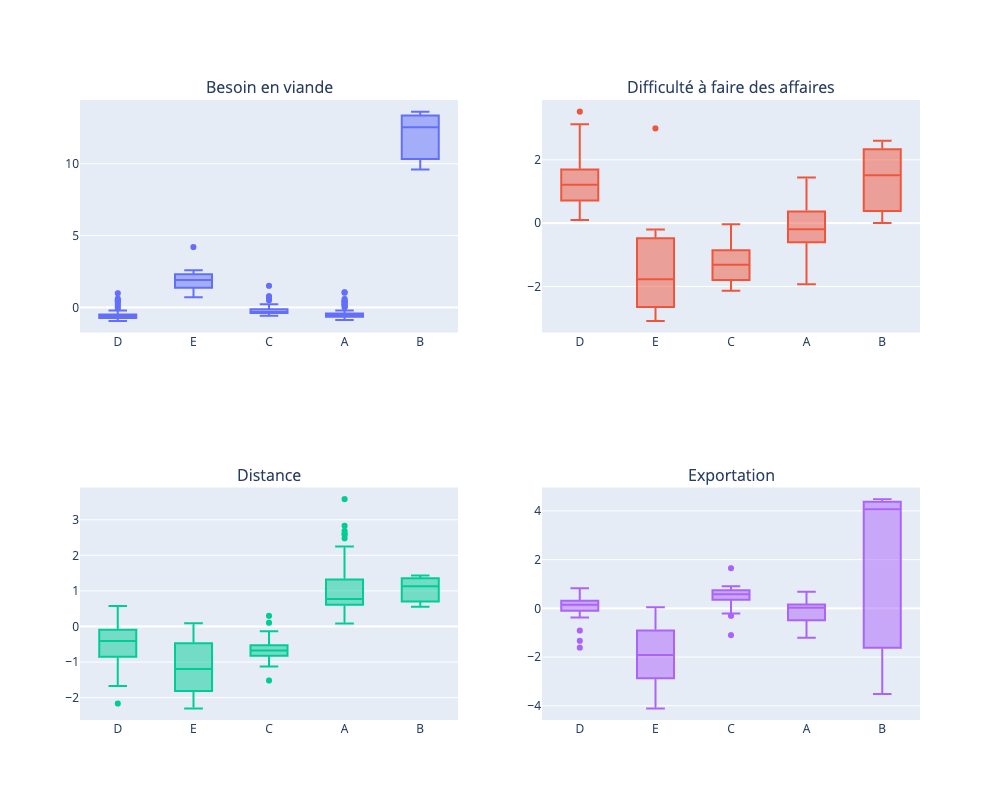 Besoin en viande
10
5
0
D E C A B
Difficulté à faire des affaires
2
0
−2
D E C A B
Distance
3
2
1
0
−1
−2
D E C A B
Exportation
4
2
0
−2
−4
D E C A B